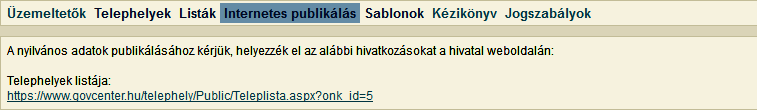 Üzemeltetők Telephelyek Listák Internetes publikálás Sablonok Kézikönyv Jogszabályok
A nyilvános adatok publikálásához kérjük, helyezzék el az alábbi hivatkozásokat a hivatal weboldalán:
Telephelyek listája:
https://www.govcenter.hu/telephely/Public/Teleplista.aspx?onk_id=5